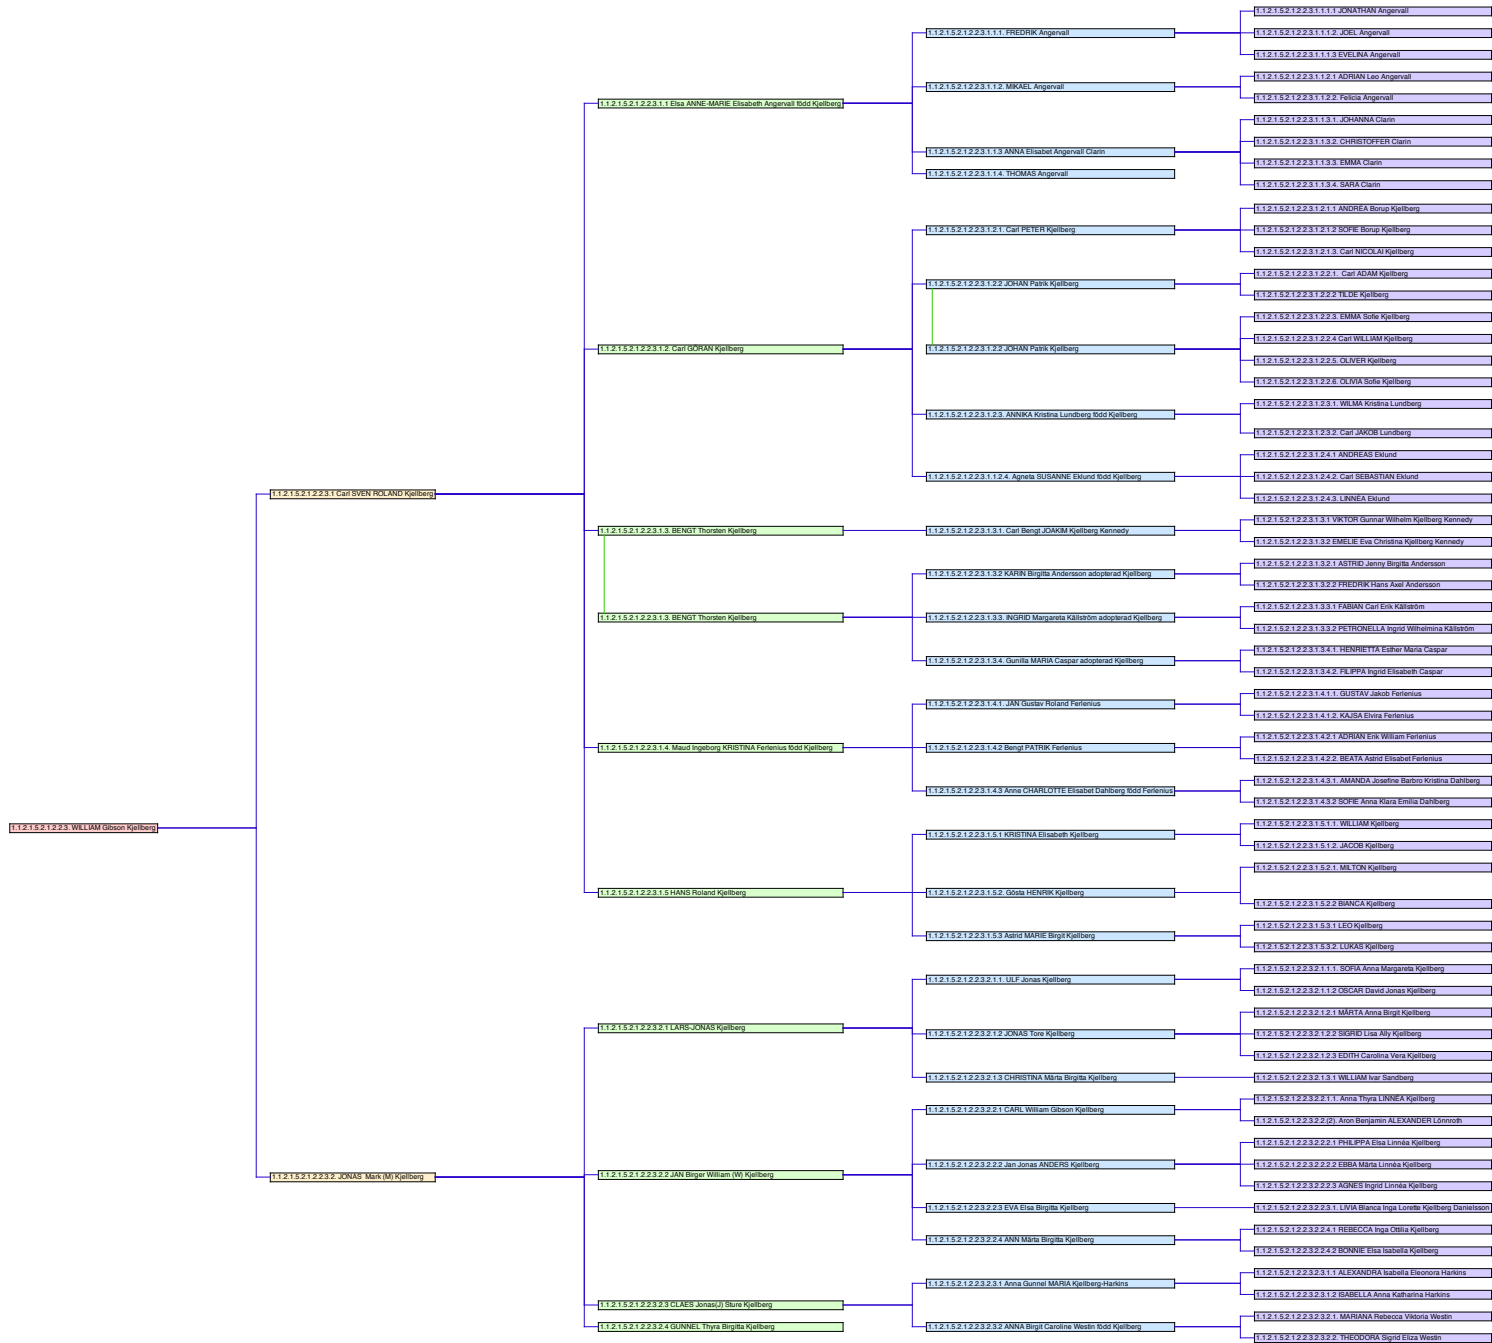 1.1.2.1.5.2.1.2.2.3. WILLIAM Gibson Kjellberg
1.1.2.1.5.2.1.2.2.3.1 Carl SVEN ROLAND Kjellberg
1.1.2.1.5.2.1.2.2.3.1.1 Elsa ANNE-MARIE Elisabeth Angervall född Kjellberg
1.1.2.1.5.2.1.2.2.3.1.1.1. FREDRIK Angervall
1.1.2.1.5.2.1.2.2.3.1.1.1.1 JONATHAN Angervall
1.1.2.1.5.2.1.2.2.3.1.1.1.2. JOEL Angervall
1.1.2.1.5.2.1.2.2.3.1.1.1.3 EVELINA Angervall
1.1.2.1.5.2.1.2.2.3.1.1.2. MIKAEL Angervall
1.1.2.1.5.2.1.2.2.3.1.1.2.1 ADRIAN Leo Angervall
1.1.2.1.5.2.1.2.2.3.1.1.2.2. Felicia Angervall
1.1.2.1.5.2.1.2.2.3.1.1.3 ANNA Elisabet Angervall Clarin
1.1.2.1.5.2.1.2.2.3.1.1.3.1. JOHANNA Clarin
1.1.2.1.5.2.1.2.2.3.1.1.3.2. CHRISTOFFER Clarin
1.1.2.1.5.2.1.2.2.3.1.1.3.3. EMMA Clarin
1.1.2.1.5.2.1.2.2.3.1.1.3.4. SARA Clarin
1.1.2.1.5.2.1.2.2.3.1.1.4. THOMAS Angervall
1.1.2.1.5.2.1.2.2.3.1.2. Carl GÖRAN Kjellberg
1.1.2.1.5.2.1.2.2.3.1.2.1. Carl PETER Kjellberg
1.1.2.1.5.2.1.2.2.3.1.2.1.1 ANDRÉA Borup Kjellberg
1.1.2.1.5.2.1.2.2.3.1.2.1.2 SOFIE Borup Kjellberg
1.1.2.1.5.2.1.2.2.3.1.2.1.3. Carl NICOLAI Kjellberg
1.1.2.1.5.2.1.2.2.3.1.2.2 JOHAN Patrik Kjellberg
1.1.2.1.5.2.1.2.2.3.1.2.2.1. Carl ADAM Kjellberg
1.1.2.1.5.2.1.2.2.3.1.2.2.2 TILDE Kjellberg
1.1.2.1.5.2.1.2.2.3.1.2.2 JOHAN Patrik Kjellberg
1.1.2.1.5.2.1.2.2.3.1.2.2.3. EMMA Sofie Kjellberg
1.1.2.1.5.2.1.2.2.3.1.2.2.4 Carl WILLIAM Kjellberg
1.1.2.1.5.2.1.2.2.3.1.2.2.5. OLIVER Kjellberg
1.1.2.1.5.2.1.2.2.3.1.2.2.6. OLIVIA Sofie Kjellberg
1.1.2.1.5.2.1.2.2.3.1.2.3. ANNIKA Kristina Lundberg född Kjellberg
1.1.2.1.5.2.1.2.2.3.1.2.3.1. WILMA Kristina Lundberg
1.1.2.1.5.2.1.2.2.3.1.2.3.2. Carl JAKOB Lundberg
1.1.2.1.5.2.1.2.2.3.1.2.4. Agneta SUSANNE Eklund född Kjellberg
1.1.2.1.5.2.1.2.2.3.1.2.4.1 ANDREAS Eklund
1.1.2.1.5.2.1.2.2.3.1.2.4.2. Carl SEBASTIAN Eklund
1.1.2.1.5.2.1.2.2.3.1.2.4.3. LINNÉA Eklund
1.1.2.1.5.2.1.2.2.3.1.3. BENGT Thorsten Kjellberg
1.1.2.1.5.2.1.2.2.3.1.3.1. Carl Bengt JOAKIM Kjellberg Kennedy
1.1.2.1.5.2.1.2.2.3.1.3.1 VIKTOR Gunnar Wilhelm Kjellberg Kennedy
1.1.2.1.5.2.1.2.2.3.1.3.2 EMELIE Eva Christina Kjellberg Kennedy
1.1.2.1.5.2.1.2.2.3.1.3. BENGT Thorsten Kjellberg
1.1.2.1.5.2.1.2.2.3.1.3.2 KARIN Birgitta Andersson adopterad Kjellberg
1.1.2.1.5.2.1.2.2.3.1.3.2.1 ASTRID Jenny Birgitta Andersson
1.1.2.1.5.2.1.2.2.3.1.3.2.2 FREDRIK Hans Axel Andersson
1.1.2.1.5.2.1.2.2.3.1.3.3. INGRID Margareta Källström adopterad Kjellberg
1.1.2.1.5.2.1.2.2.3.1.3.3.1 FABIAN Carl Erik Källström
1.1.2.1.5.2.1.2.2.3.1.3.3.2 PETRONELLA Ingrid Wilhelmina Källström
1.1.2.1.5.2.1.2.2.3.1.3.4. Gunilla MARIA Caspar adopterad Kjellberg
1.1.2.1.5.2.1.2.2.3.1.3.4.1. HENRIETTA Esther Maria Caspar
1.1.2.1.5.2.1.2.2.3.1.3.4.2. FILIPPA Ingrid Elisabeth Caspar
1.1.2.1.5.2.1.2.2.3.1.4. Maud Ingeborg KRISTINA Ferlenius född Kjellberg
1.1.2.1.5.2.1.2.2.3.1.4.1. JAN Gustav Roland Ferlenius
1.1.2.1.5.2.1.2.2.3.1.4.1.1. GUSTAV Jakob Ferlenius
1.1.2.1.5.2.1.2.2.3.1.4.1.2. KAJSA Elvira Ferlenius
1.1.2.1.5.2.1.2.2.3.1.4.2 Bengt PATRIK Ferlenius
1.1.2.1.5.2.1.2.2.3.1.4.2.1 ADRIAN Erik William Ferlenius
1.1.2.1.5.2.1.2.2.3.1.4.2.2. BEATA Astrid Elisabet Ferlenius
1.1.2.1.5.2.1.2.2.3.1.4.3 Anne CHARLOTTE Elisabet Dahlberg född Ferlenius
1.1.2.1.5.2.1.2.2.3.1.4.3.1. AMANDA Josefine Barbro Kristina Dahlberg
1.1.2.1.5.2.1.2.2.3.1.4.3.2 SOFIE Anna Klara Emilia Dahlberg
1.1.2.1.5.2.1.2.2.3.1.5 HANS Roland Kjellberg
1.1.2.1.5.2.1.2.2.3.1.5.1 KRISTINA Elisabeth Kjellberg
1.1.2.1.5.2.1.2.2.3.1.5.1.1. WILLIAM Kjellberg
1.1.2.1.5.2.1.2.2.3.1.5.1.2. JACOB Kjellberg
1.1.2.1.5.2.1.2.2.3.1.5.2. Gösta HENRIK Kjellberg
1.1.2.1.5.2.1.2.2.3.1.5.2.1. MILTON Kjellberg
1.1.2.1.5.2.1.2.2.3.1.5.2.2 BIANCA Kjellberg
1.1.2.1.5.2.1.2.2.3.1.5.3 Astrid MARIE Birgit Kjellberg
1.1.2.1.5.2.1.2.2.3.1.5.3.1 LEO Kjellberg
1.1.2.1.5.2.1.2.2.3.1.5.3.2. LUKAS Kjellberg
1.1.2.1.5.2.1.2.2.3.2. JONAS Mark (M) Kjellberg
1.1.2.1.5.2.1.2.2.3.2.1 LARS-JONAS Kjellberg
1.1.2.1.5.2.1.2.2.3.2.1.1. ULF Jonas Kjellberg
1.1.2.1.5.2.1.2.2.3.2.1.1.1. SOFIA Anna Margareta Kjellberg
1.1.2.1.5.2.1.2.2.3.2.1.1.2 OSCAR David Jonas Kjellberg
1.1.2.1.5.2.1.2.2.3.2.1.2 JONAS Tore Kjellberg
1.1.2.1.5.2.1.2.2.3.2.1.2.1 MÄRTA Anna Birgit Kjellberg
1.1.2.1.5.2.1.2.2.3.2.1.2.2 SIGRID Lisa Ally Kjellberg
1.1.2.1.5.2.1.2.2.3.2.1.2.3 EDITH Carolina Vera Kjellberg
1.1.2.1.5.2.1.2.2.3.2.1.3 CHRISTINA Märta Birgitta Kjellberg
1.1.2.1.5.2.1.2.2.3.2.1.3.1 WILLIAM Ivar Sandberg
1.1.2.1.5.2.1.2.2.3.2.2 JAN Birger William (W) Kjellberg
1.1.2.1.5.2.1.2.2.3.2.2.1 CARL William Gibson Kjellberg
1.1.2.1.5.2.1.2.2.3.2.2.1.1. Anna Thyra LINNEA Kjellberg
1.1.2.1.5.2.1.2.2.3.2.2.(2). Aron Benjamin ALEXANDER Lönnroth
1.1.2.1.5.2.1.2.2.3.2.2.2 Jan Jonas ANDERS Kjellberg
1.1.2.1.5.2.1.2.2.3.2.2.2.1 PHILIPPA Elsa Linnéa Kjellberg
1.1.2.1.5.2.1.2.2.3.2.2.2.2 EBBA Märta Linnéa Kjellberg
1.1.2.1.5.2.1.2.2.3.2.2.2.3 AGNES Ingrid Linnéa Kjellberg
1.1.2.1.5.2.1.2.2.3.2.2.3 EVA Elsa Birgitta Kjellberg
1.1.2.1.5.2.1.2.2.3.2.2.3.1. LIVIA Blanca Inga Lorette Kjellberg Danielsson
1.1.2.1.5.2.1.2.2.3.2.2.4 ANN Märta Birgitta Kjellberg
1.1.2.1.5.2.1.2.2.3.2.2.4.1 REBECCA Inga Ottilia Kjellberg
1.1.2.1.5.2.1.2.2.3.2.2.4.2 BONNIE Elsa Isabella Kjellberg
1.1.2.1.5.2.1.2.2.3.2.3 CLAES Jonas(J) Sture Kjellberg
1.1.2.1.5.2.1.2.2.3.2.3.1 Anna Gunnel MARIA Kjellberg-Harkins
1.1.2.1.5.2.1.2.2.3.2.3.1.1 ALEXANDRA Isabella Eleonora Harkins
1.1.2.1.5.2.1.2.2.3.2.3.1.2 ISABELLA Anna Katharina Harkins
1.1.2.1.5.2.1.2.2.3.2.3.2 ANNA Birgit Caroline Westin född Kjellberg
1.1.2.1.5.2.1.2.2.3.2.3.2.1. MARIANA Rebecca Viktoria Westin
1.1.2.1.5.2.1.2.2.3.2.3.2.2. THEODORA Sigrid Eliza Westin
1.1.2.1.5.2.1.2.2.3.2.4 GUNNEL Thyra Birgitta Kjellberg